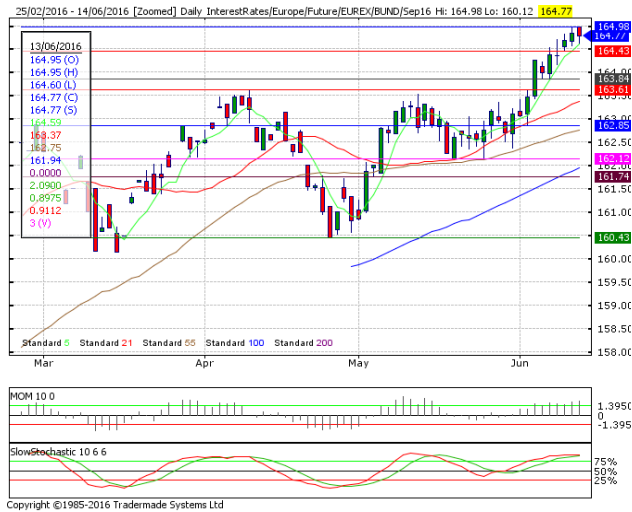 25/02/2016 - 14/06/2016 [Zoomed] Daily InterestRates/Europe/Future/EUREX/BUND/Sep16 Hi: 164.98 Lo: 160.12 164.77
13/06/2016
164.95 (O)
164.95 (H)
164.60 (L)
164.77 (C)
164.77 (S)
164.59
163.37
162.75
161.94
0.0000
2.0900
0.8975
0.9112
3 (V)
164.98
164.77
164.43
163.84
163.61
162.85
162.50
162.12
161.74
161.50
161.00
160.43
160.00
159.50
159.00
158.50
158.00
Standard 5 Standard 21 Standard 55 Standard 100 Standard 200
Mar Apr May Jun
MOM 10 0
1.3950
0
-1.395
SlowStochastic 10 6 6
75%
50%
25%
Copyright ©1985-2016 Tradermade Systems Ltd